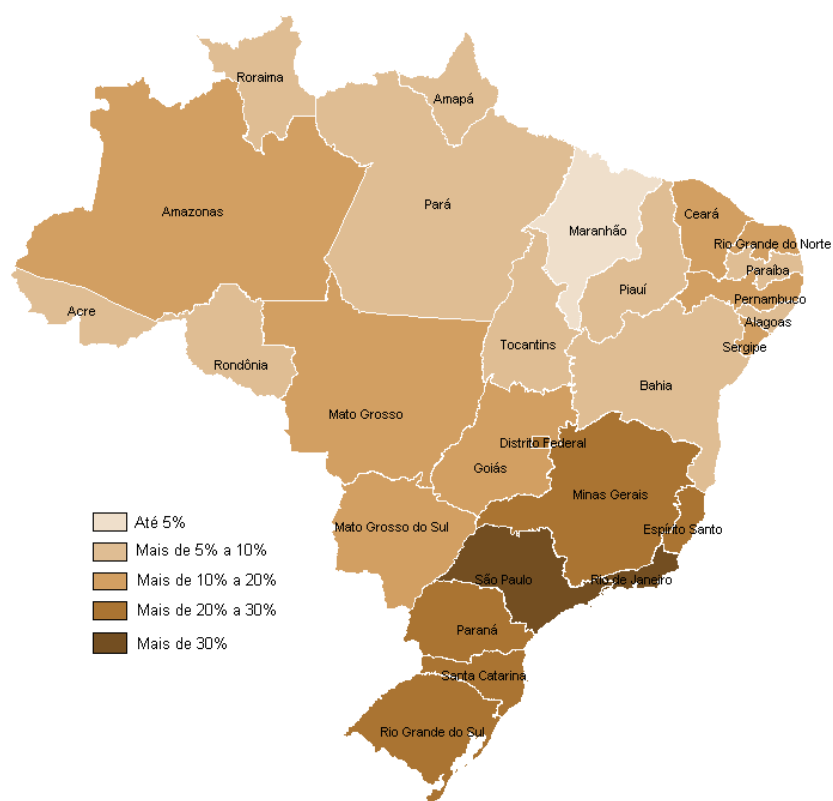 Roraima
Amapá
Amazonas
Pará
Maranhão
Ceará
Rio Grande do Norte
Paraíba
Piauí
Pernambuco
Acre
Alagoas
Tocantins
Sergipe
Rondônia
Bahia
Mato Grosso
Distrito Federal
Goiás
Minas Gerais
Mato Grosso do Sul
Espírito Santo
São Paulo
Rio de Janeiro
Paraná
Santa Catarina
Rio Grande do Sul
Até 5%
Mais de 5% a 10%
Mais de 10% a 20%
Mais de 20% a 30%
Mais de 30%